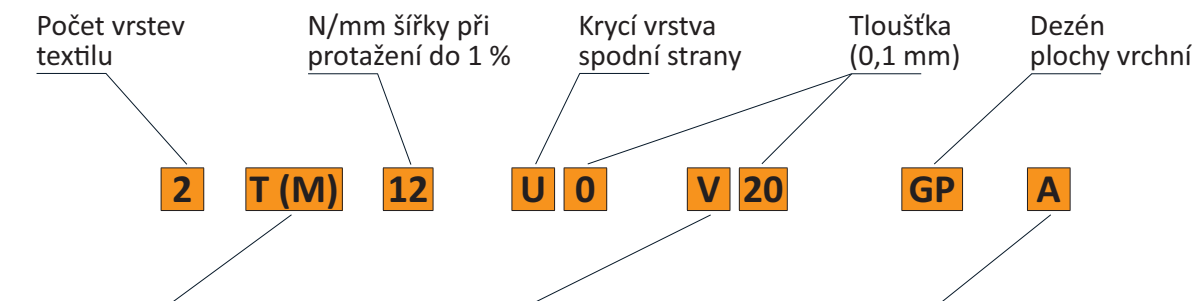 Počet vrstev
textilu
N/mm šířky při
protažení do 1 %
Krycí vrstva
spodní strany
Tloušťka
(0,1 mm)
Dezén
plochy vrchní
2 T (M) 12 U 0 V 20 GP A